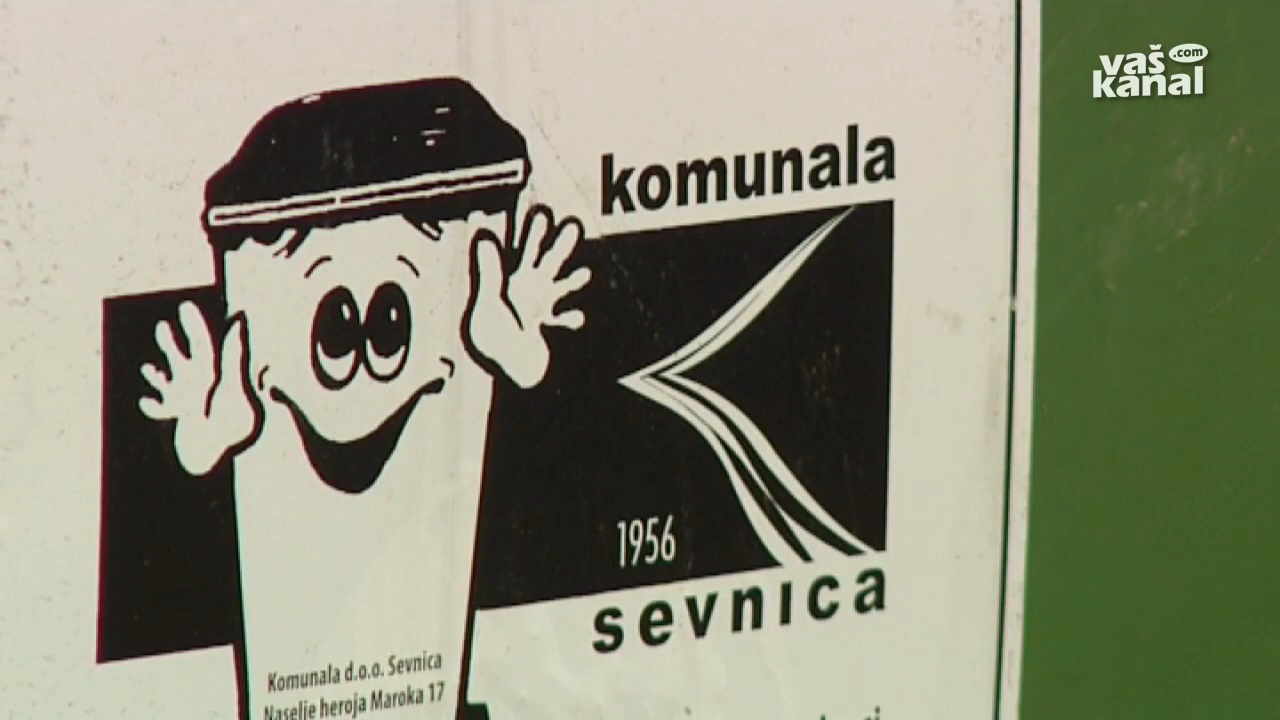 vaš .com
kanal
komunala
1956
sevnica
Komunala d.o.o. Sevnica
Naselje heroja Maroka 17